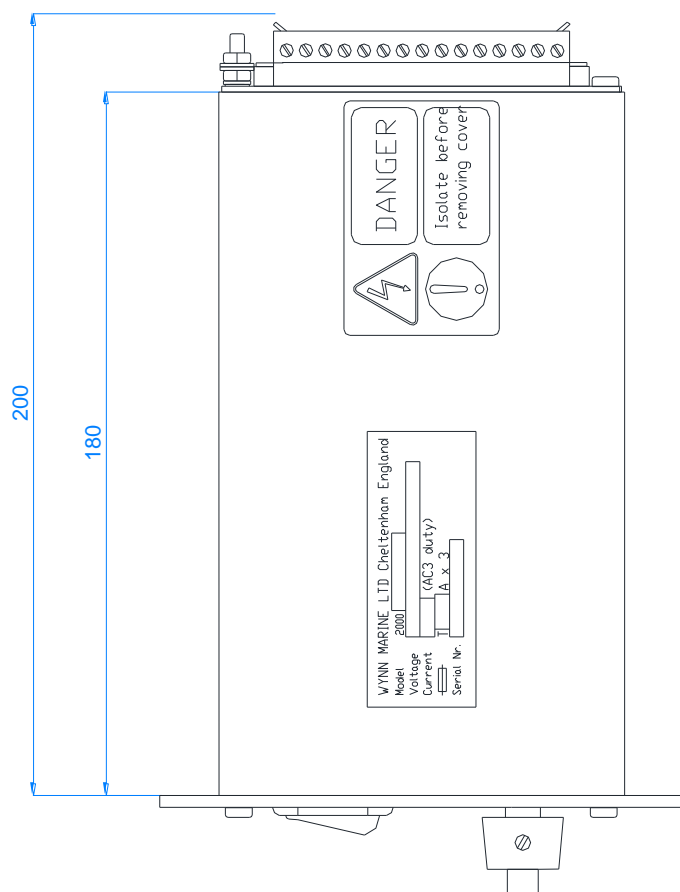 200
180
DANGER
Isolate before
removing cover
WYNN MARINE LTD Cheltenham England
Model 2000
Voltage
Current (AC3 duty)
T A x 3
Serial Nr.